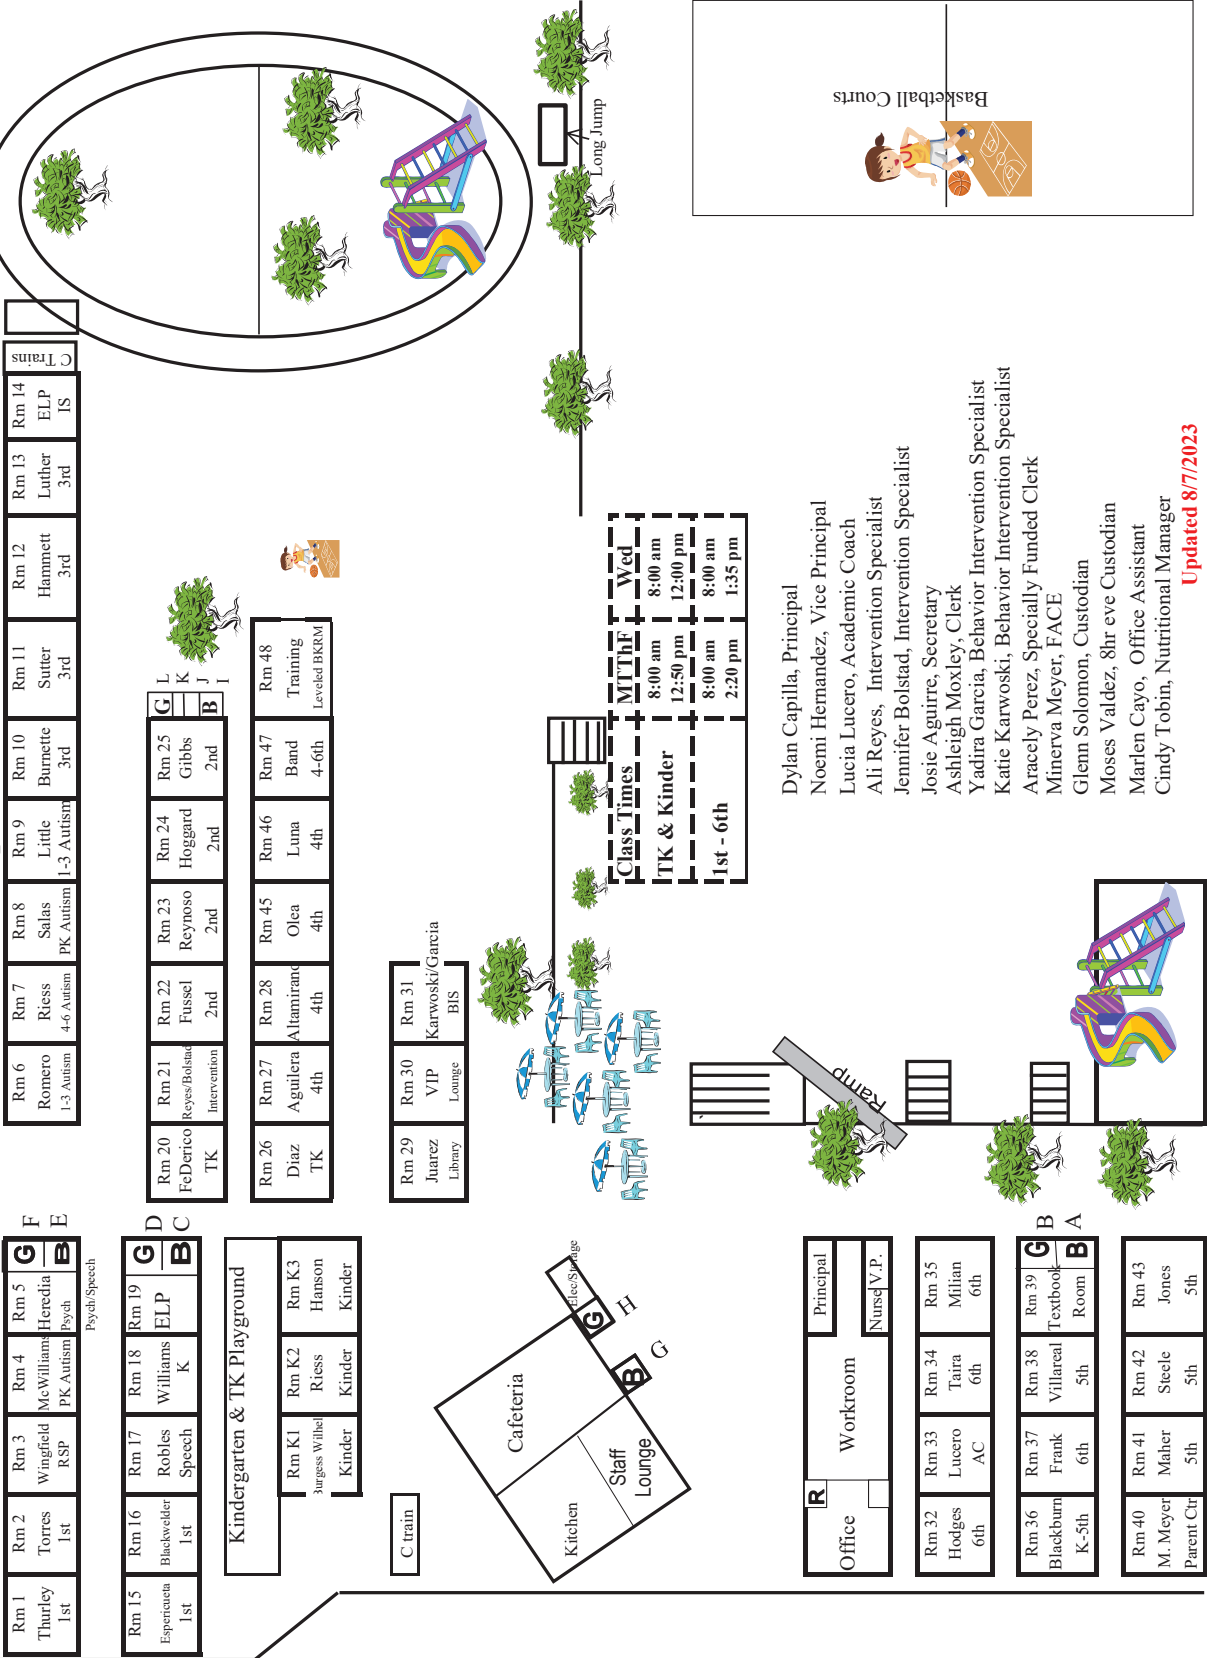 Rm 1
Thurley
1st
Rm 2
Torres
1st
Rm 3
Wingfield
RSP
Rm 4
McWilliams
PK Autism
Rm 5
Heredia
Psych
Psych/Speech
G
B
F
E
Rm 6
Romero
1-3 Autism
Rm 7
Riess
4-6 Autism
Rm 8
Salas
PK Autism
Rm 9
Little
1-3 Autism
Rm 10
Burnette
3rd
Rm 11
Sutter
3rd
Rm 12
Hammett
3rd
Rm 13
Luther
3rd
Rm 14
ELP
IS
C Trains
Rm 15
Espericueta
1st
Rm 16
Blackwelder
1st
Rm 17
Robles
Speech
Rm 18
Williams
K
Rm 19
ELP
G
B
D
C
Rm 20
FeDerico
TK
Rm 21
Reyes/Bolstad
Intervention
Rm 22
Fussel
2nd
Rm 23
Reynoso
2nd
Rm 24
Hoggard
2nd
Rm 25
Gibbs
2nd
G
B
L
K
J
I
Kindergarten & TK Playground
Rm 26
Diaz
TK
Rm 27
Aguilera
4th
Rm 28
Altamirano
4th
Rm 45
Olea
4th
Rm 46
Luna
4th
Rm 47
Band
4-6th
Rm 48
Training
Leveled BKRM
Rm K1
Burgess Wilhel
Kinder
Rm K2
Riess
Kinder
Rm K3
Hanson
Kinder
Rm 29
Juarez
Library
Rm 30
VIP
Lounge
Rm 31
Karwoski/Garcia
BIS
C train
Cafeteria
Kitchen
Staff
Lounge
Elec/Storage
G
H
B
G
Long Jump
Class Times MTThF Wed
TK & Kinder
8:00 am 8:00 am
12:50 pm 12:00 pm
1st - 6th
8:00 am 8:00 am
2:20 pm 1:35 pm
Basketball Courts
Ramp
Dylan Capilla, Principal
Noemi Hernandez, Vice Principal
Lucia Lucero, Academic Coach
Ali Reyes, Intervention Specialist
Jennifer Bolstad, Intervention Specialist
Josie Aguirre, Secretary
Ashleigh Moxley, Clerk
Yadira Garcia, Behavior Intervention Specialist
Katie Karwoski, Behavior Intervention Specialist
Aracely Perez, Specially Funded Clerk
Minerva Meyer, FACE
Glenn Solomon, Custodian
Moses Valdez, 8hr eve Custodian
Marlen Cayo, Office Assistant
Cindy Tobin, Nutritional Manager
Updated 8/7/2023
Office
R
Workroom
Principal
Nurse
V.P.
Rm 32
Hodges
6th
Rm 33
Lucero
AC
Rm 34
Taira
6th
Rm 35
Milian
6th
Rm 36
Blackburn
K-5th
Rm 37
Frank
6th
Rm 38
Villareal
5th
Rm 39
Textbook
Room
G
B
B
A
Rm 40
M. Meyer
Parent Ctr
Rm 41
Maher
5th
Rm 42
Steele
5th
Rm 43
Jones
5th